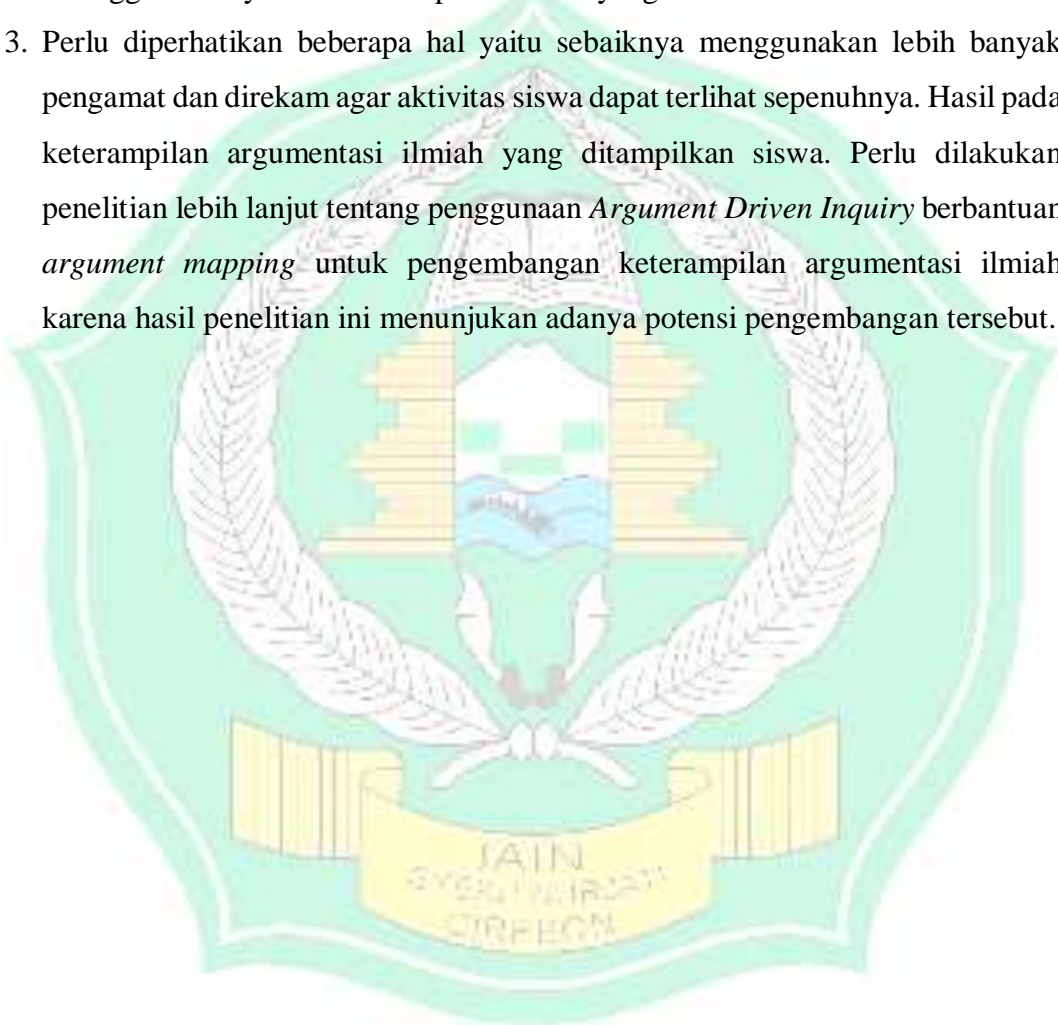 3. Perlu diperhatikan beberapa hal yaitu sebaiknya menggunakan lebih banyak
pengamat dan direkam agar aktivitas siswa dapat terlihat sepenuhnya. Hasil pada
keterampilan argumentasi ilmiah yang ditampilkan siswa. Perlu dilakukan
penelitian lebih lanjut tentang penggunaan Argument Driven Inquiry berbantuan
argument mapping untuk pengembangan keterampilan argumentasi ilmiah
karena hasil penelitian ini menunjukan adanya potensi pengembangan tersebut.
IAIN
CIREBON